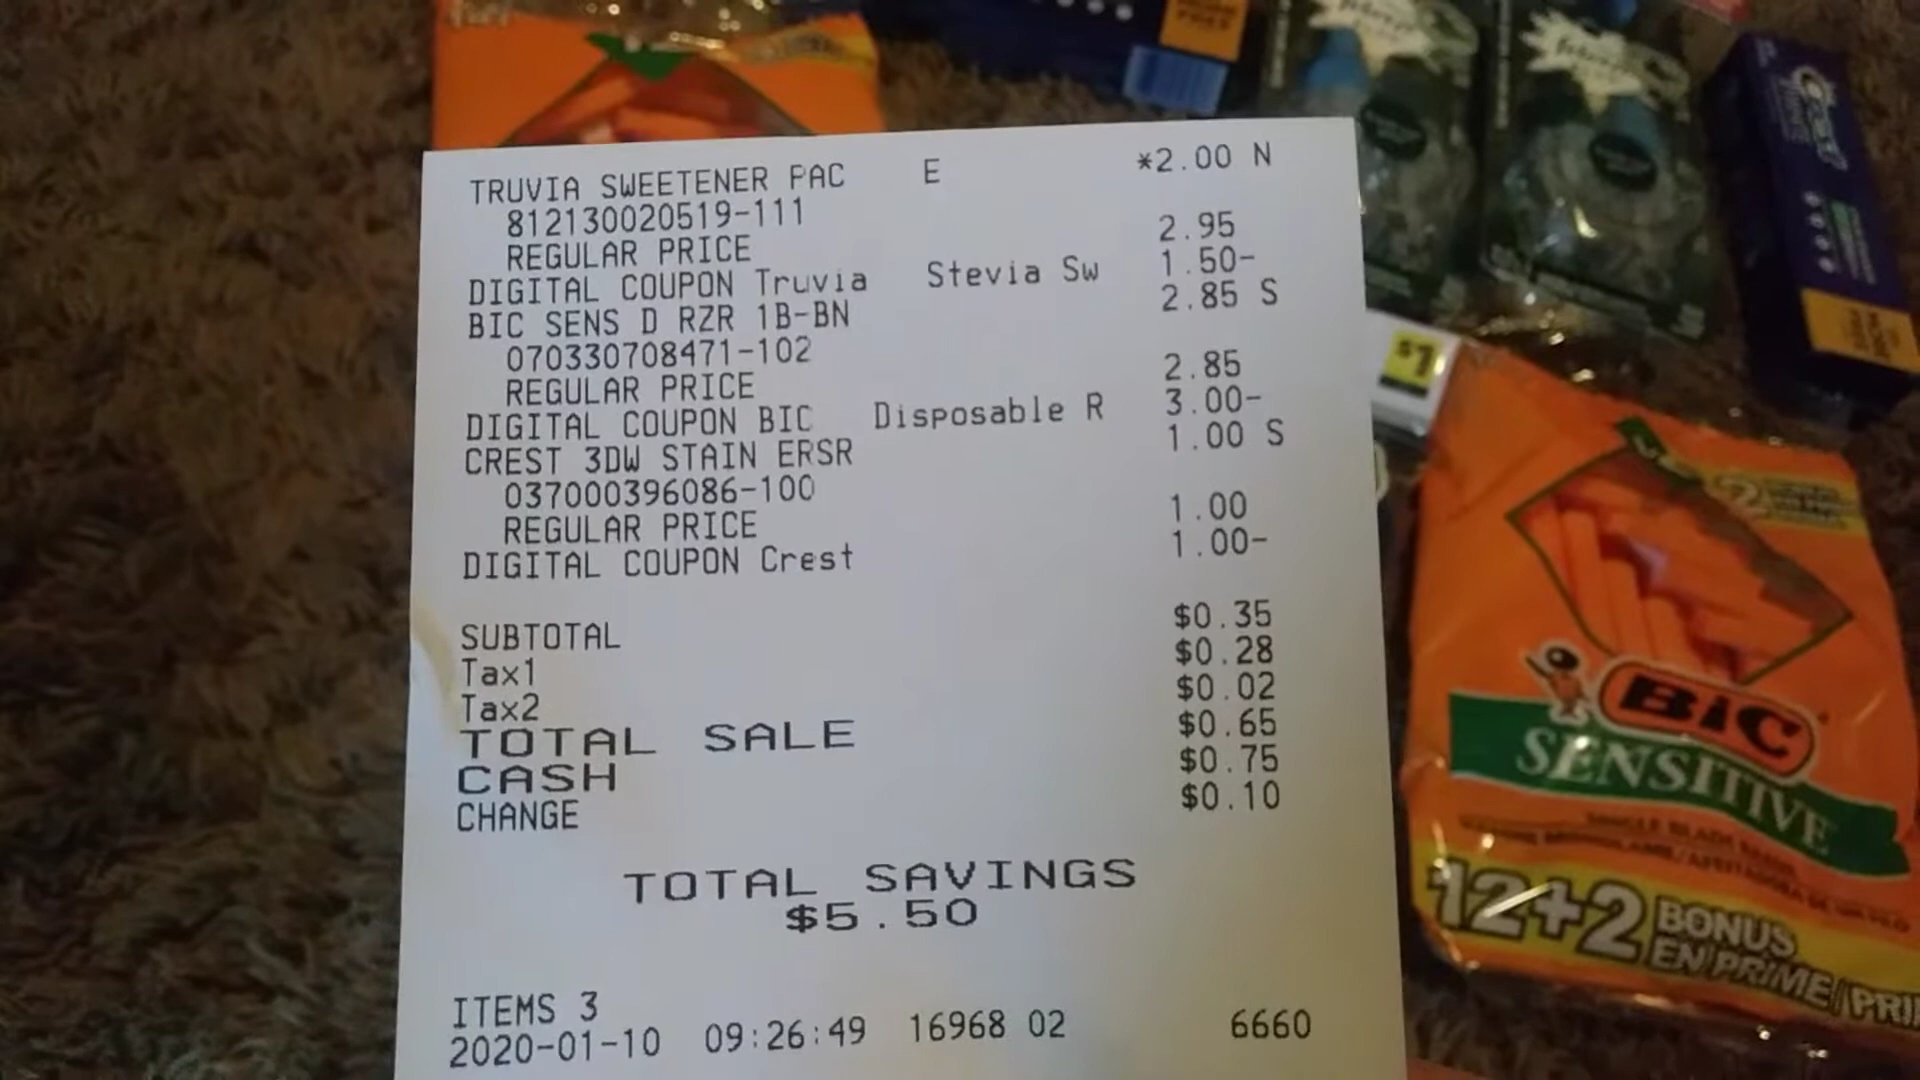 TRUVIA SWEETENER PAC E *2.00 N
812130020519-111
REGULAR PRICE 2.95
DIGITAL COUPON Truvia Stevia Sw 1.50-
BIC SENS D RZR 1B-BN 2.85 S
070330708471-102
REGULAR PRICE 2.85
DIGITAL COUPON BIC Disposable R 3.00-
CREST 3DW STAIN ERSR 1.00 S
037000396086-100
REGULAR PRICE 1.00
DIGITAL COUPON Crest 1.00-
SUBTOTAL $0.35
Tax1 $0.28
Tax2 $0.02
TOTAL SALE $0.65
CASH $0.75
CHANGE $0.10
TOTAL SAVINGS
$5.50
ITEMS 3
2020-01-10 09:26:49 16968 02 6660
$1
BIC
SENSITIVE
SINGLE BLADE
12+2 BONUS
EN PRIME/
Crest